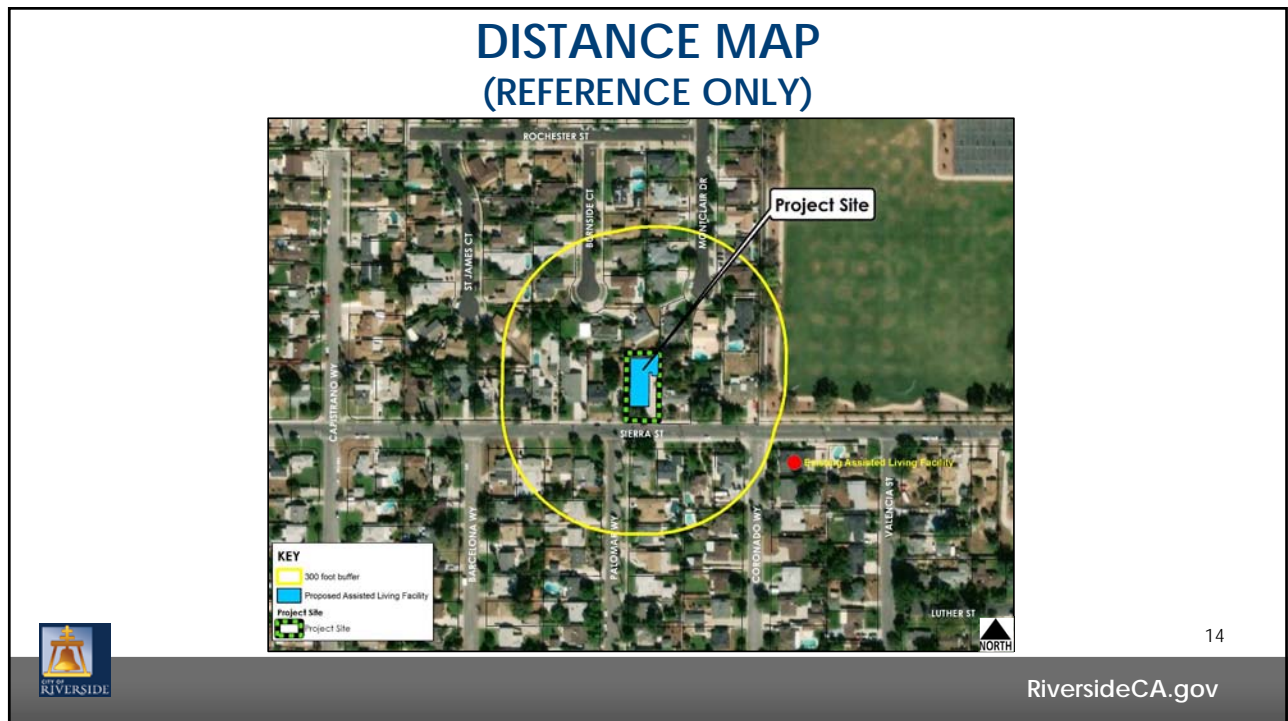 DISTANCE MAP
(REFERENCE ONLY)
ROCHESTER ST
ST JAMES CT
BURNSIDE CT
MONTCLAIR DR
Project Site
CAPISTRANO WY
SIERRA ST
Existing Assisted Living Facility
BARCELONA WY
PALOMAR WY
CORONADO WY
VALENCIA ST
LUTHER ST
KEY
300 foot buffer
Proposed Assisted Living Facility
Project Site
Project Site
NORTH
14
CITY OF
RIVERSIDE
RiversideCA.gov